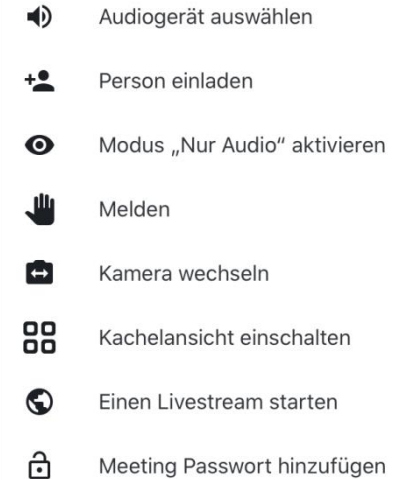 Audiogerät auswählen
Person einladen
Modus „Nur Audio“ aktivieren
Melden
Kamera wechseln
Kachelansicht einschalten
Einen Livestream starten
Meeting Passwort hinzufügen